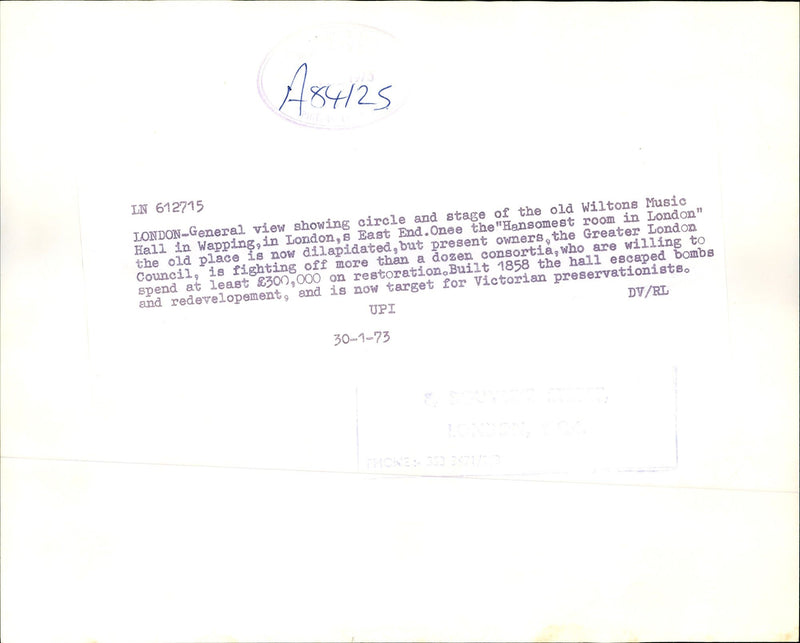 A84125
LN 612715
LONDON-General view showing circle and stage of the old Wiltons Music
Hall in Wapping,in London,s East End.Onee the"Hansomest room in London"
the old place is now dilapidated,but present owners,the Greater London
Council, is fighting off more than a dozen consortia,who are willing to
spend at least £300,000 on restoration.Built 1858 the hall escaped bombs
and redevelopement, and is now target for Victorian preservationists.
DV/RL
UPI
30-1-73
LONDON,
PHONE:-